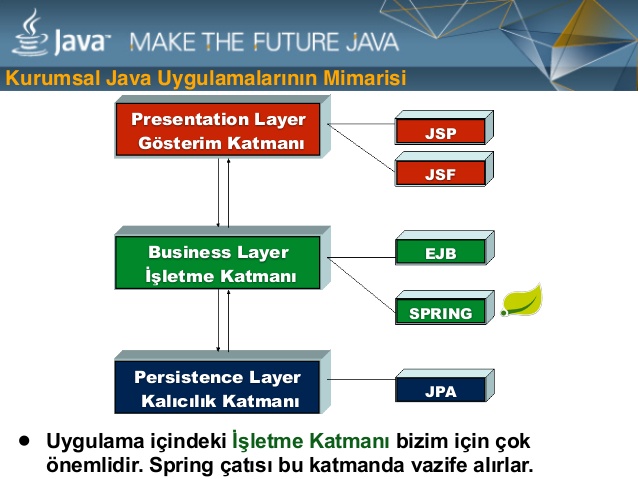 Java™ MAKE THE FUTURE JAVA
Kurumsal Java Uygulamalarının Mimarisi
Presentation Layer
Gösterim Katmanı
JSP
JSF
Business Layer
İşletme Katmanı
EJB
SPRING
Persistence Layer
Kalıcılık Katmanı
JPA
● Uygulama içindeki İşletme Katmanı bizim için çok
önemlidir. Spring çatısı bu katmanda vazife alırlar.